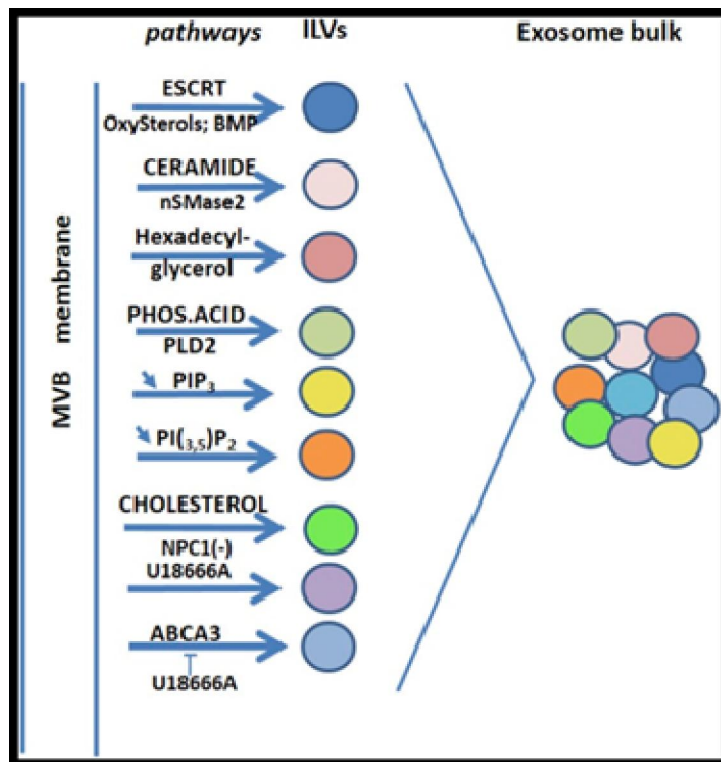 pathways ILVs Exosome bulk
MVB membrane
ESCRT
OxySterols; BMP
CERAMIDE
nSMase2
Hexadecyl-
glycerol
PHOS.ACID
PLD2
PIP3
PI(3,5)P2
CHOLESTEROL
NPC1(-)
U18666A
ABCA3
U18666A